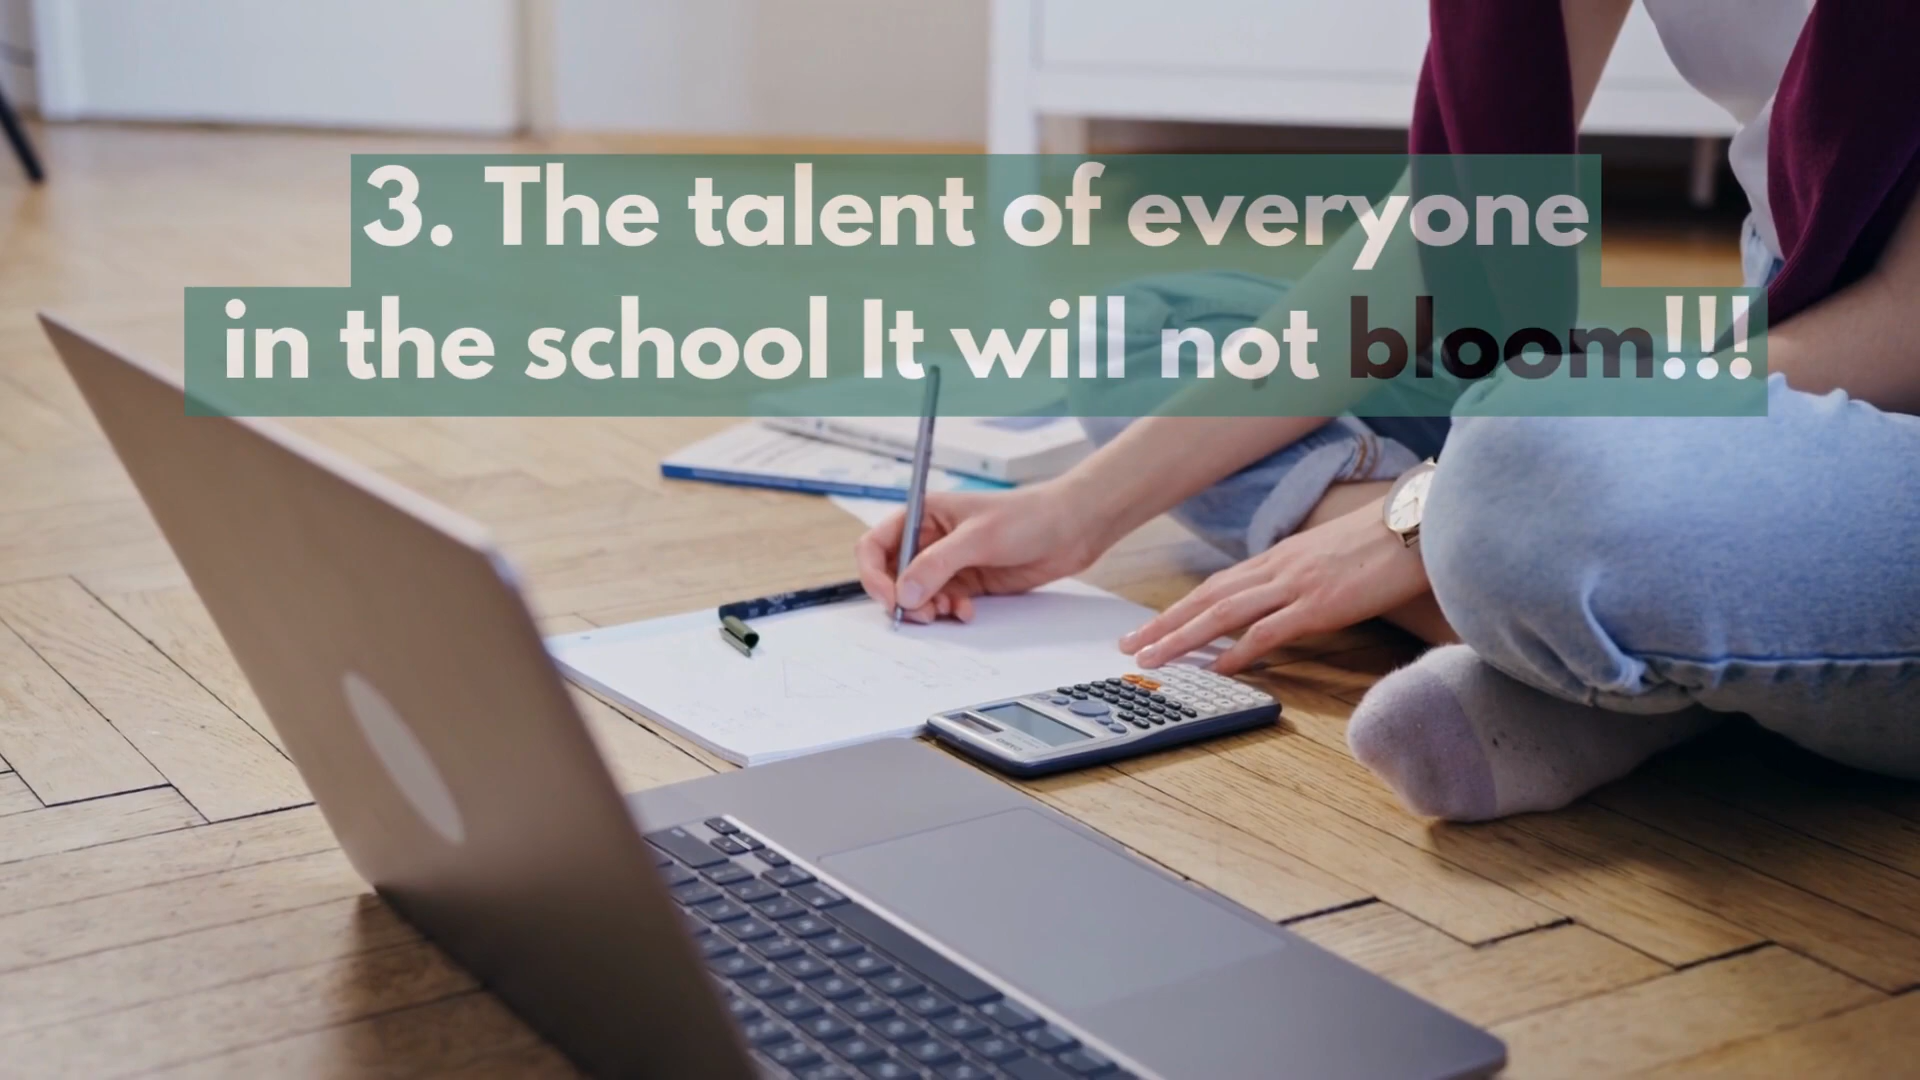 3. The talent of everyone
in the school It will not bloom!!!